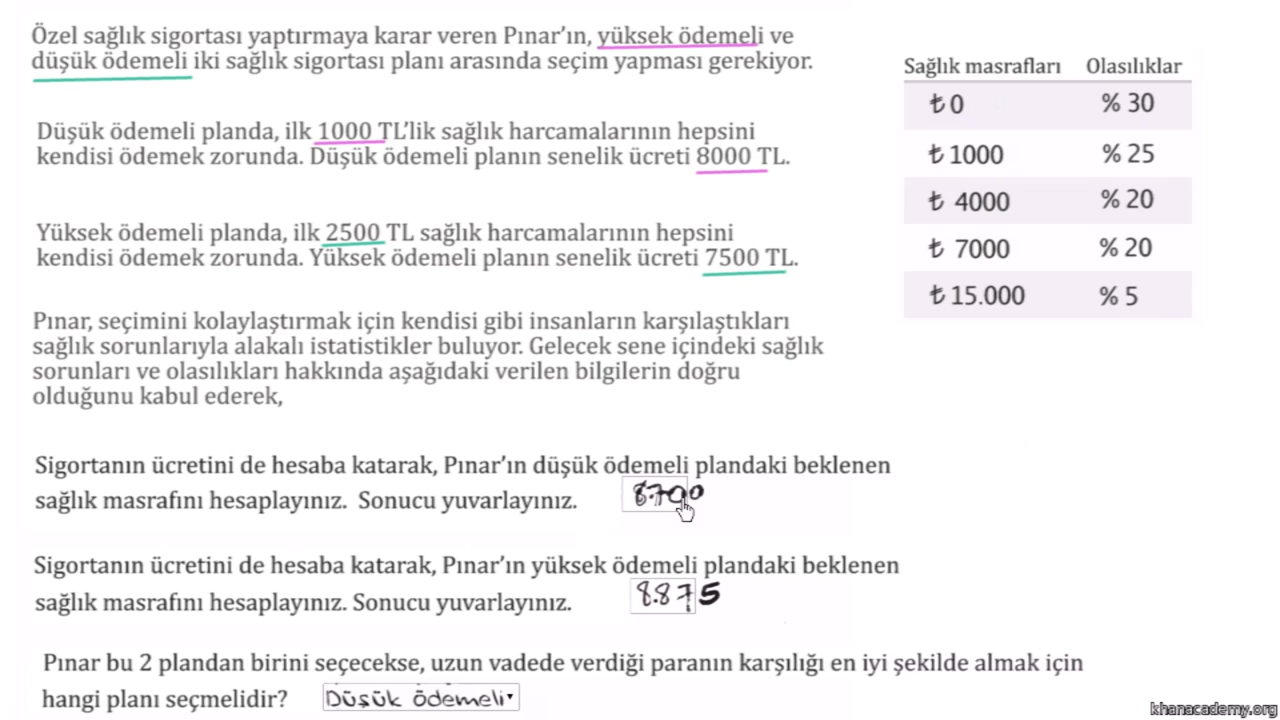 Özel sağlık sigortası yaptırmaya karar veren Pınar'ın, yüksek ödemeli ve
düşük ödemeli iki sağlık sigortası planı arasında seçim yapması gerekiyor.
Düşük ödemeli planda, ilk 1000 TL'lik sağlık harcamalarının hepsini
kendisi ödemek zorunda. Düşük ödemeli planın senelik ücreti 8000 TL.
Yüksek ödemeli planda, ilk 2500 TL sağlık harcamalarının hepsini
kendisi ödemek zorunda. Yüksek ödemeli planın senelik ücreti 7500 TL.
Pınar, seçimini kolaylaştırmak için kendisi gibi insanların karşılaştıkları
sağlık sorunlarıyla alakalı istatistikler buluyor. Gelecek sene içindeki sağlık
sorunları ve olasılıkları hakkında aşağıdaki verilen bilgilerin doğru
olduğunu kabul ederek,
Sağlık masrafları Olasılıklar
₺0 % 30
₺ 1000 % 25
₺ 4000 % 20
₺ 7000 % 20
₺ 15.000 % 5
Sigortanın ücretini de hesaba katarak, Pınar'ın düşük ödemeli plandaki beklenen
sağlık masrafını hesaplayınız. Sonucu yuvarlayınız. 8.700
Sigortanın ücretini de hesaba katarak, Pınar'ın yüksek ödemeli plandaki beklenen
sağlık masrafını hesaplayınız. Sonucu yuvarlayınız. 8.875
Pınar bu 2 plandan birini seçecekse, uzun vadede verdiği paranın karşılığı en iyi şekilde almak için
hangi planı seçmelidir? Düşük ödemeli
khanacademy.org